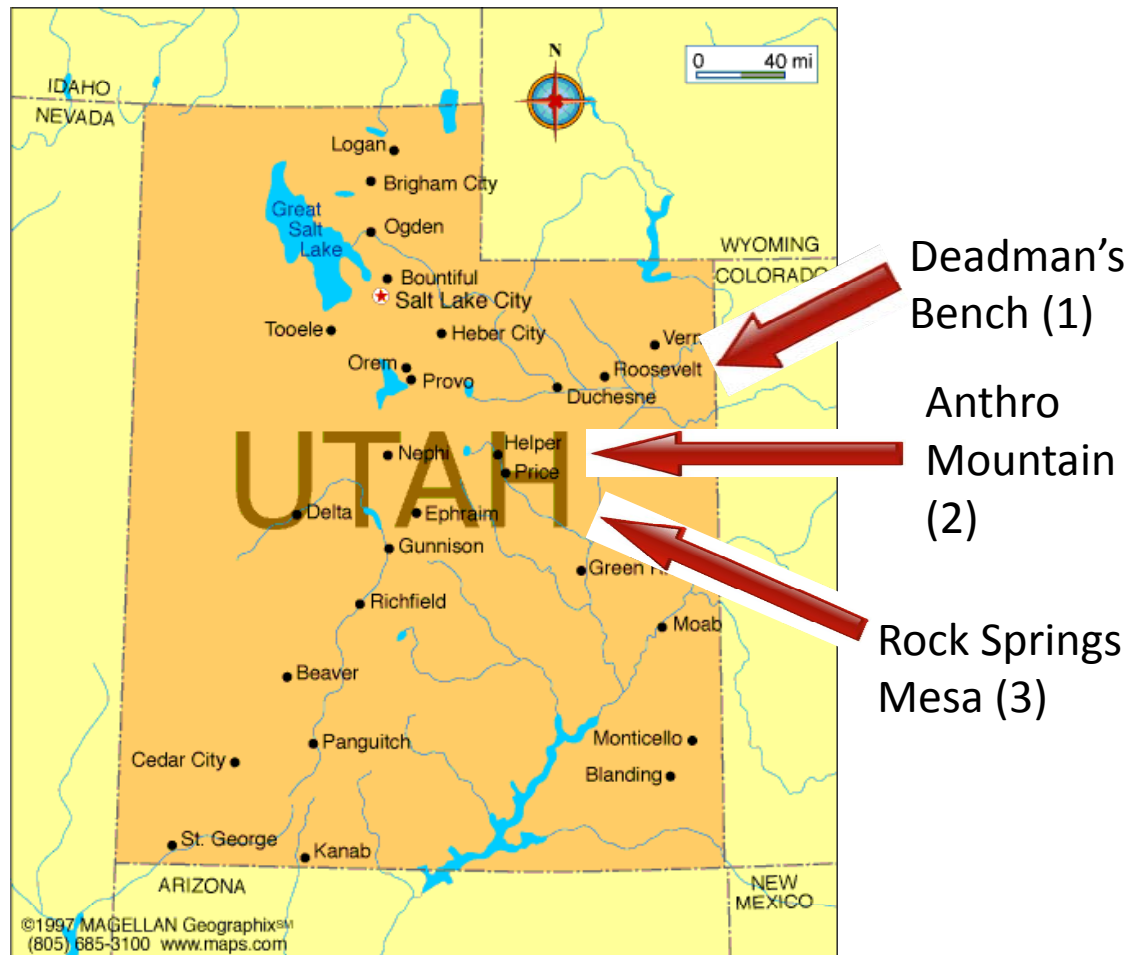 N
0 40 mi
IDAHO
NEVADA
Logan
Brigham City
Great
Salt
Lake
Ogden
WYOMING
COLORADO
Bountiful
Salt Lake City
Tooele
Heber City
Vern
Orem
Provo
Roosevelt
Duchesne
UTAH
Nephi
Helper
Price
Delta
Ephraim
Gunnison
Green R
Richfield
Moab
Beaver
Panguitch
Monticello
Cedar City
Blanding
St. George
Kanab
ARIZONA
NEW
MEXICO
©1997 MAGELLAN Geographix℠
(805) 685-3100 www.maps.com
Deadman’s
Bench (1)
Anthro
Mountain
(2)
Rock Springs
Mesa (3)